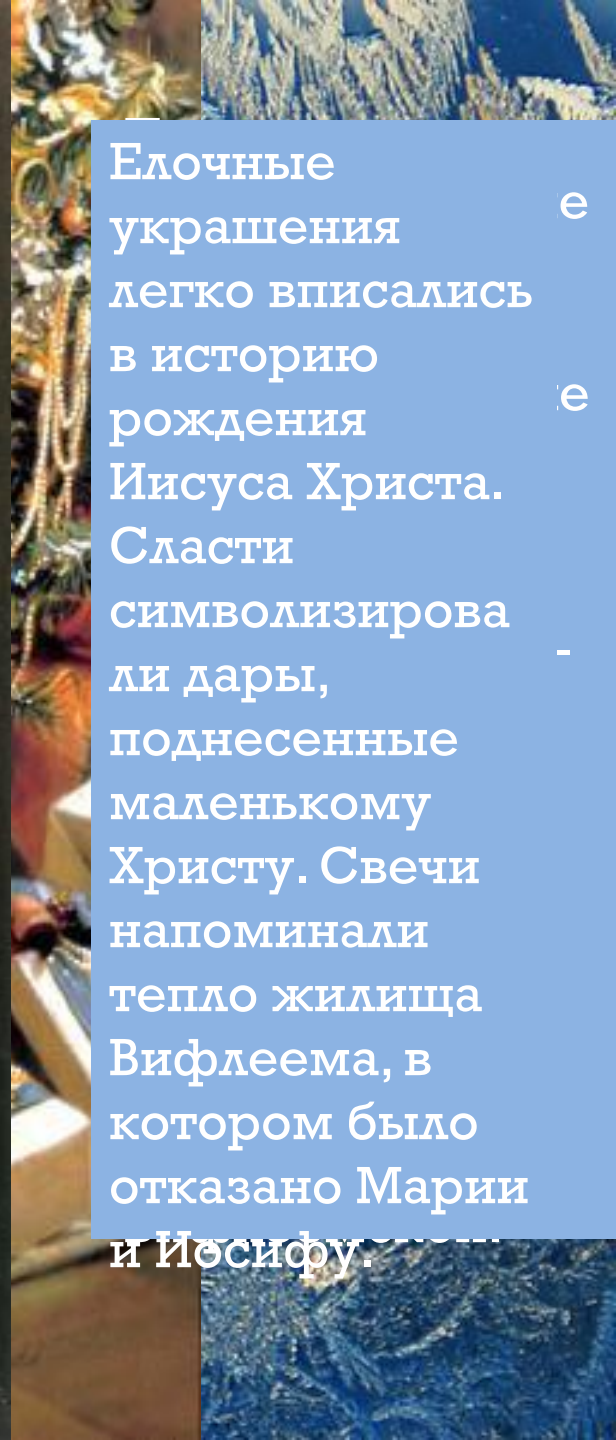 Елочные
украшения
легко вписались
в историю
рождения
Иисуса Христа.
Сласти
символизирова
ли дары,
поднесенные
маленькому
Христу. Свечи
напоминали
тепло жилища
Вифлеема, в
котором было
отказано Марии
и Иосифу.